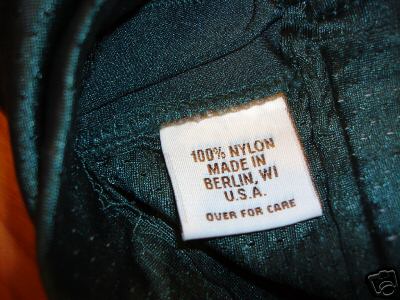 100% NYLON
MADE IN
BERLIN, WI
U.S.A.
OVER FOR CARE